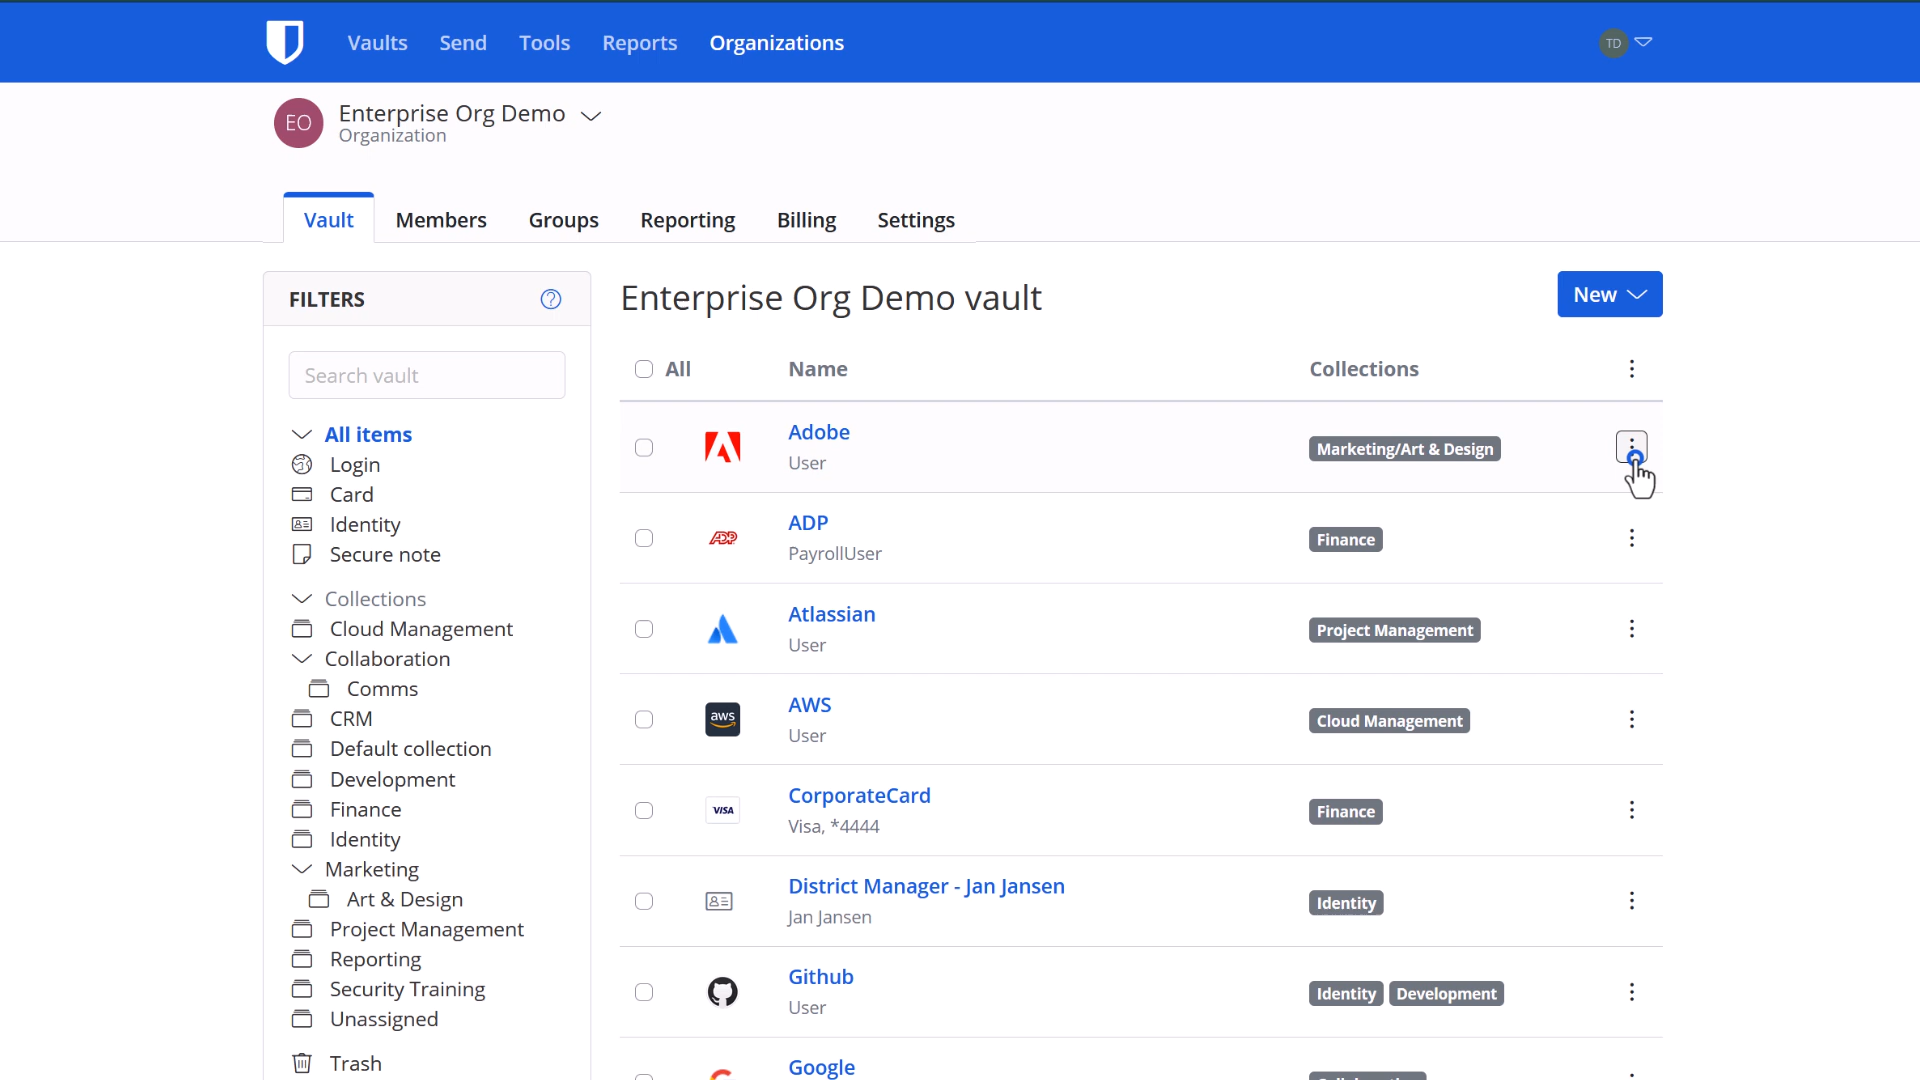 Vaults Send Tools Reports Organizations
TD
EO
Enterprise Org Demo
Organization
Vault Members Groups Reporting Billing Settings
FILTERS
?
Search vault
All items
Login
Card
Identity
Secure note
Collections
Cloud Management
Collaboration
Comms
CRM
Default collection
Development
Finance
Identity
Marketing
Art & Design
Project Management
Reporting
Security Training
Unassigned
Trash
Enterprise Org Demo vault
New
All Name Collections
Adobe
User
Marketing/Art & Design
ADP
ADP
PayrollUser
Finance
Atlassian
User
Project Management
aws
AWS
User
Cloud Management
VISA
CorporateCard
Visa, *4444
Finance
District Manager - Jan Jansen
Jan Jansen
Identity
Github
User
Identity Development
Google